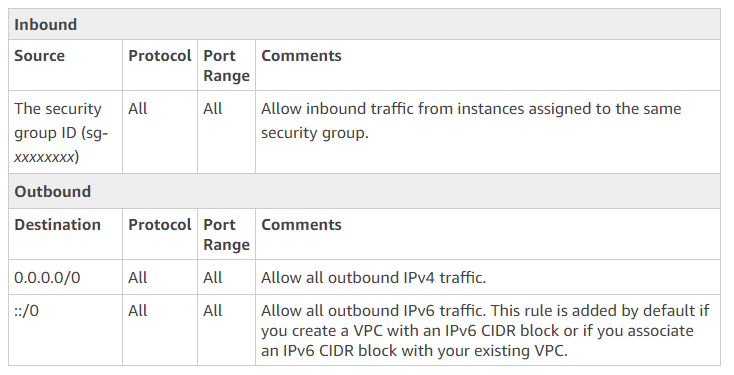 Inbound
Source Protocol Port Range Comments
The security group ID (sg-xxxxxxxx) All All Allow inbound traffic from instances assigned to the same security group.
Outbound
Destination Protocol Port Range Comments
0.0.0.0/0 All All Allow all outbound IPv4 traffic.
::/0 All All Allow all outbound IPv6 traffic. This rule is added by default if you create a VPC with an IPv6 CIDR block or if you associate an IPv6 CIDR block with your existing VPC.